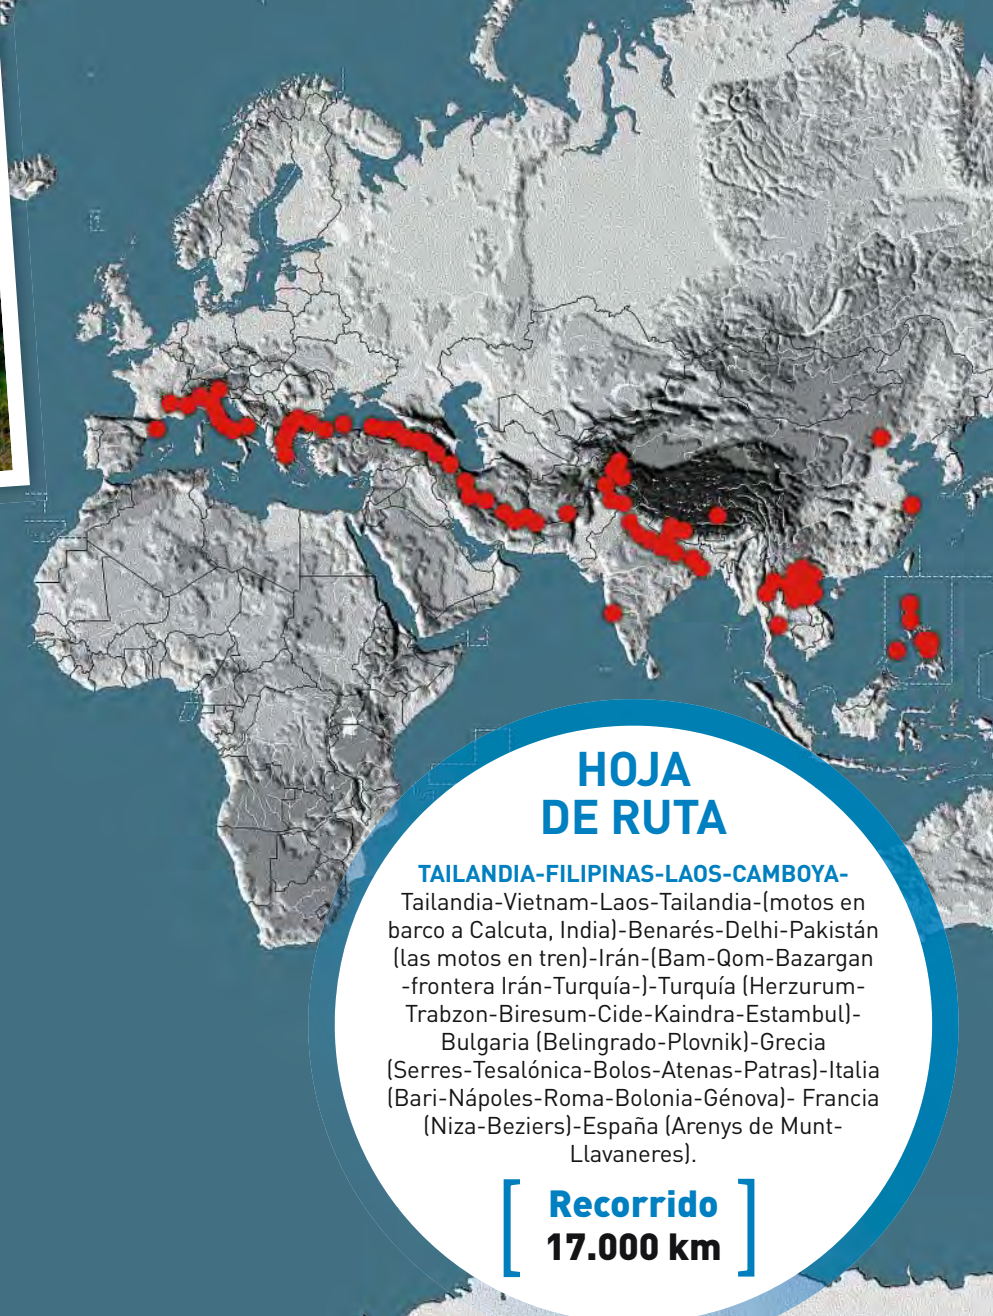 HOJA
DE RUTA
TAILANDIA-FILIPINAS-LAOS-CAMBOYA-
Tailandia-Vietnam-Laos-Tailandia-(motos en
barco a Calcuta, India)-Benarés-Delhi-Pakistán
(las motos en tren)-Irán-(Bam-Qom-Bazargan
-frontera Irán-Turquía-)-Turquía (Herzurum-
Trabzon-Biresum-Cide-Kaindra-Estambul)-
Bulgaria (Belingrado-Plovnik)-Grecia
(Serres-Tesalónica-Bolos-Atenas-Patras)-Italia
(Bari-Nápoles-Roma-Bolonia-Génova)- Francia
(Niza-Beziers)-España (Arenys de Munt-
Llavaneres).
[ Recorrido
17.000 km ]